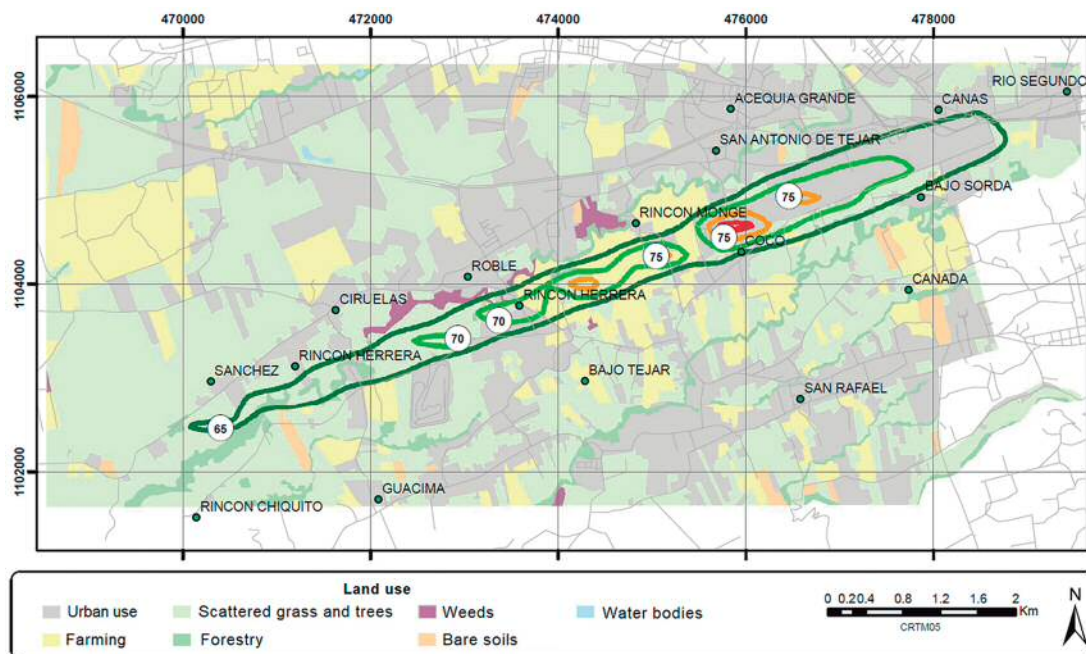 470000 472000 474000 476000 478000
RIO SEGUNDO
1106000
ACEQUIA GRANDE CANAS
SAN ANTONIO DE TEJAR
75 BAJO SORDA
RINCON MONGE
75
75 COCO
1104000
ROBLE CANADA
CIRUELAS RINCON HERRERA
70
70
SANCHEZ RINCON HERRERA BAJO TEJAR
SAN RAFAEL
65
1102000
GUACIMA
RINCON CHIQUITO
Land use
Urban use Scattered grass and trees Weeds Water bodies
Farming Forestry Bare soils
0 0.20.4 0.8 1.2 1.6 2
Km
CRTM05
N